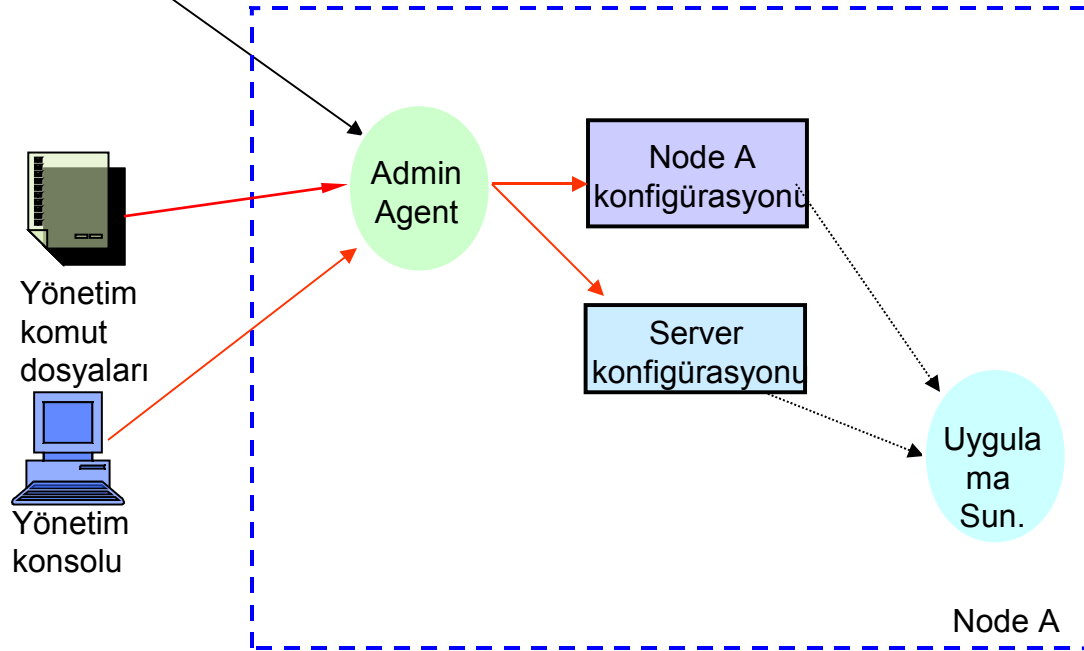 Admin
Agent
Node A
konfigürasyonu
Server
konfigürasyonu
Yönetim
komut
dosyaları
Yönetim
konsolu
Uygula
ma
Sun.
Node A